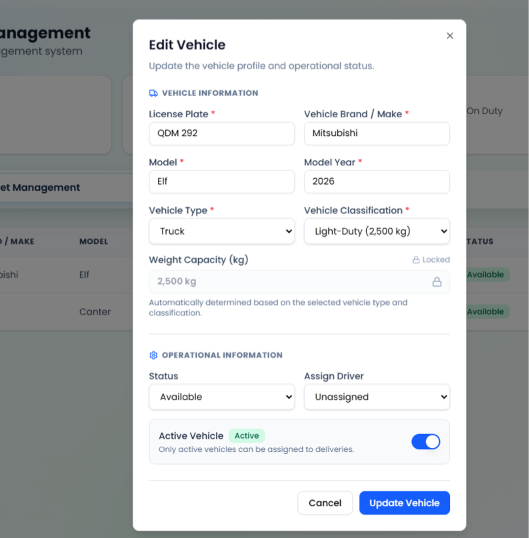 anagement
gement system
On Duty
et Management
D / MAKE MODEL TATUS
bishi Elf Available
Canter Available
Edit Vehicle
Update the vehicle profile and operational status.
VEHICLE INFORMATION
License Plate * Vehicle Brand / Make *
QDM 292 Mitsubishi
Model * Model Year *
Elf 2026
Vehicle Type * Vehicle Classification *
Truck Light-Duty (2,500 kg)
Weight Capacity (kg) Locked
2,500 kg
Automatically determined based on the selected vehicle type and
classification.
OPERATIONAL INFORMATION
Status Assign Driver
Available Unassigned
Active Vehicle Active
Only active vehicles can be assigned to deliveries.
Cancel Update Vehicle